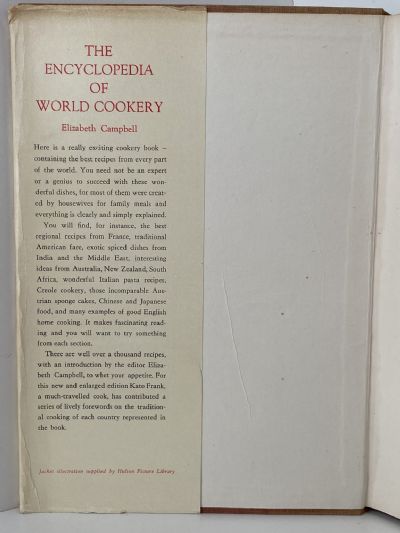 THE
ENCYCLOPEDIA
OF
WORLD COOKERY
Elizabeth Campbell
Here is a really exciting cookery book –
containing the best recipes from every part
of the world. You need not be an expert
or a genius to succeed with these won-
derful dishes, for most of them were creat-
ed by housewives for family meals and
everything is clearly and simply explained.
You will find, for instance, the best
regional recipes from France, traditional
American fare, exotic spiced dishes from
India and the Middle East, interesting
ideas from Australia, New Zealand, South
Africa, wonderful Italian pasta recipes,
Creole cookery, those incomparable Aus-
trian sponge cakes, Chinese and Japanese
food, and many examples of good English
home cooking. It makes fascinating read-
ing and you will want to try something
from each section.
There are well over a thousand recipes,
with an introduction by the editor Eliza-
beth Campbell, to whet your appetite. For
this new and enlarged edition Kate Frank,
a much-travelled cook, has contributed a
series of lively forewords on the tradition-
al cooking of each country represented in
the book.
Jacket illustration supplied by Hulton Picture Library